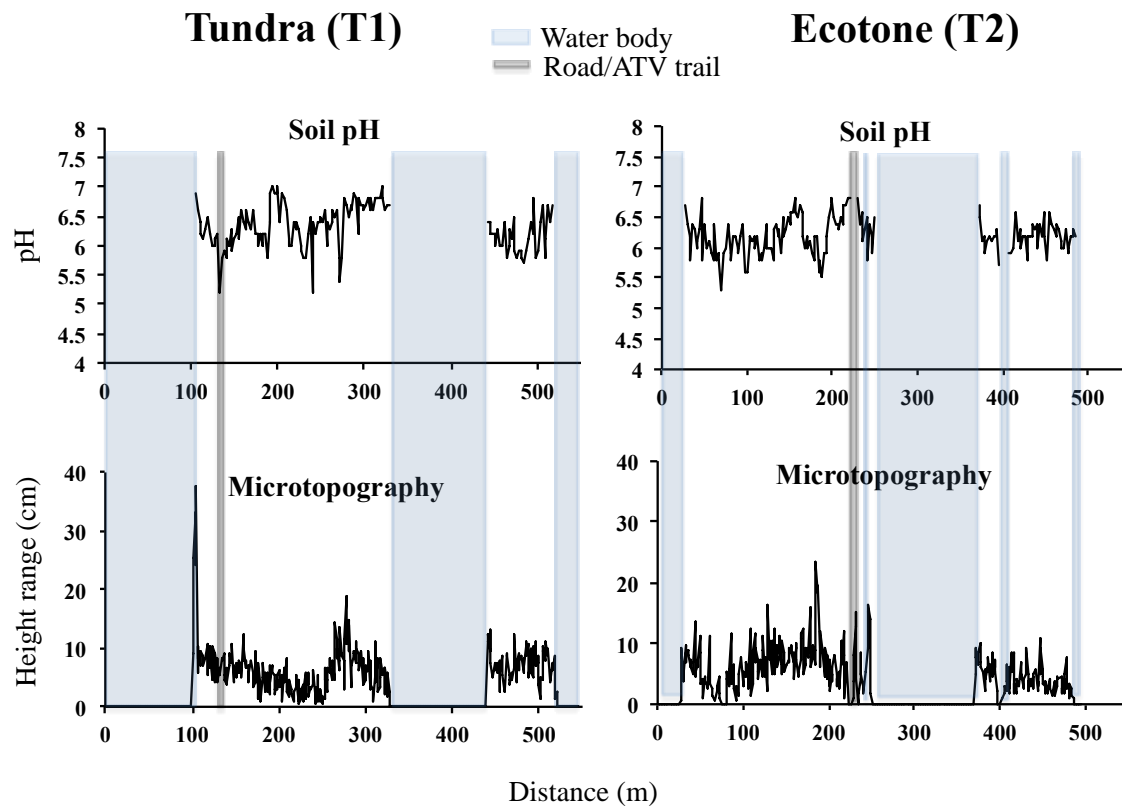 Tundra (T1)
Water body
Road/ATV trail
Ecotone (T2)
Soil pH
pH
8
7.5
7
6.5
6
5.5
5
4.5
4
0 100 200 300 400 500
Soil pH
8
7.5
7
6.5
6
5.5
5
4.5
4
0 100 200 300 400 500
Microtopography
Height range (cm)
40
30
20
10
0
0 100 200 300 400 500
Microtopography
40
30
20
10
0
0 100 200 300 400 500
Distance (m)